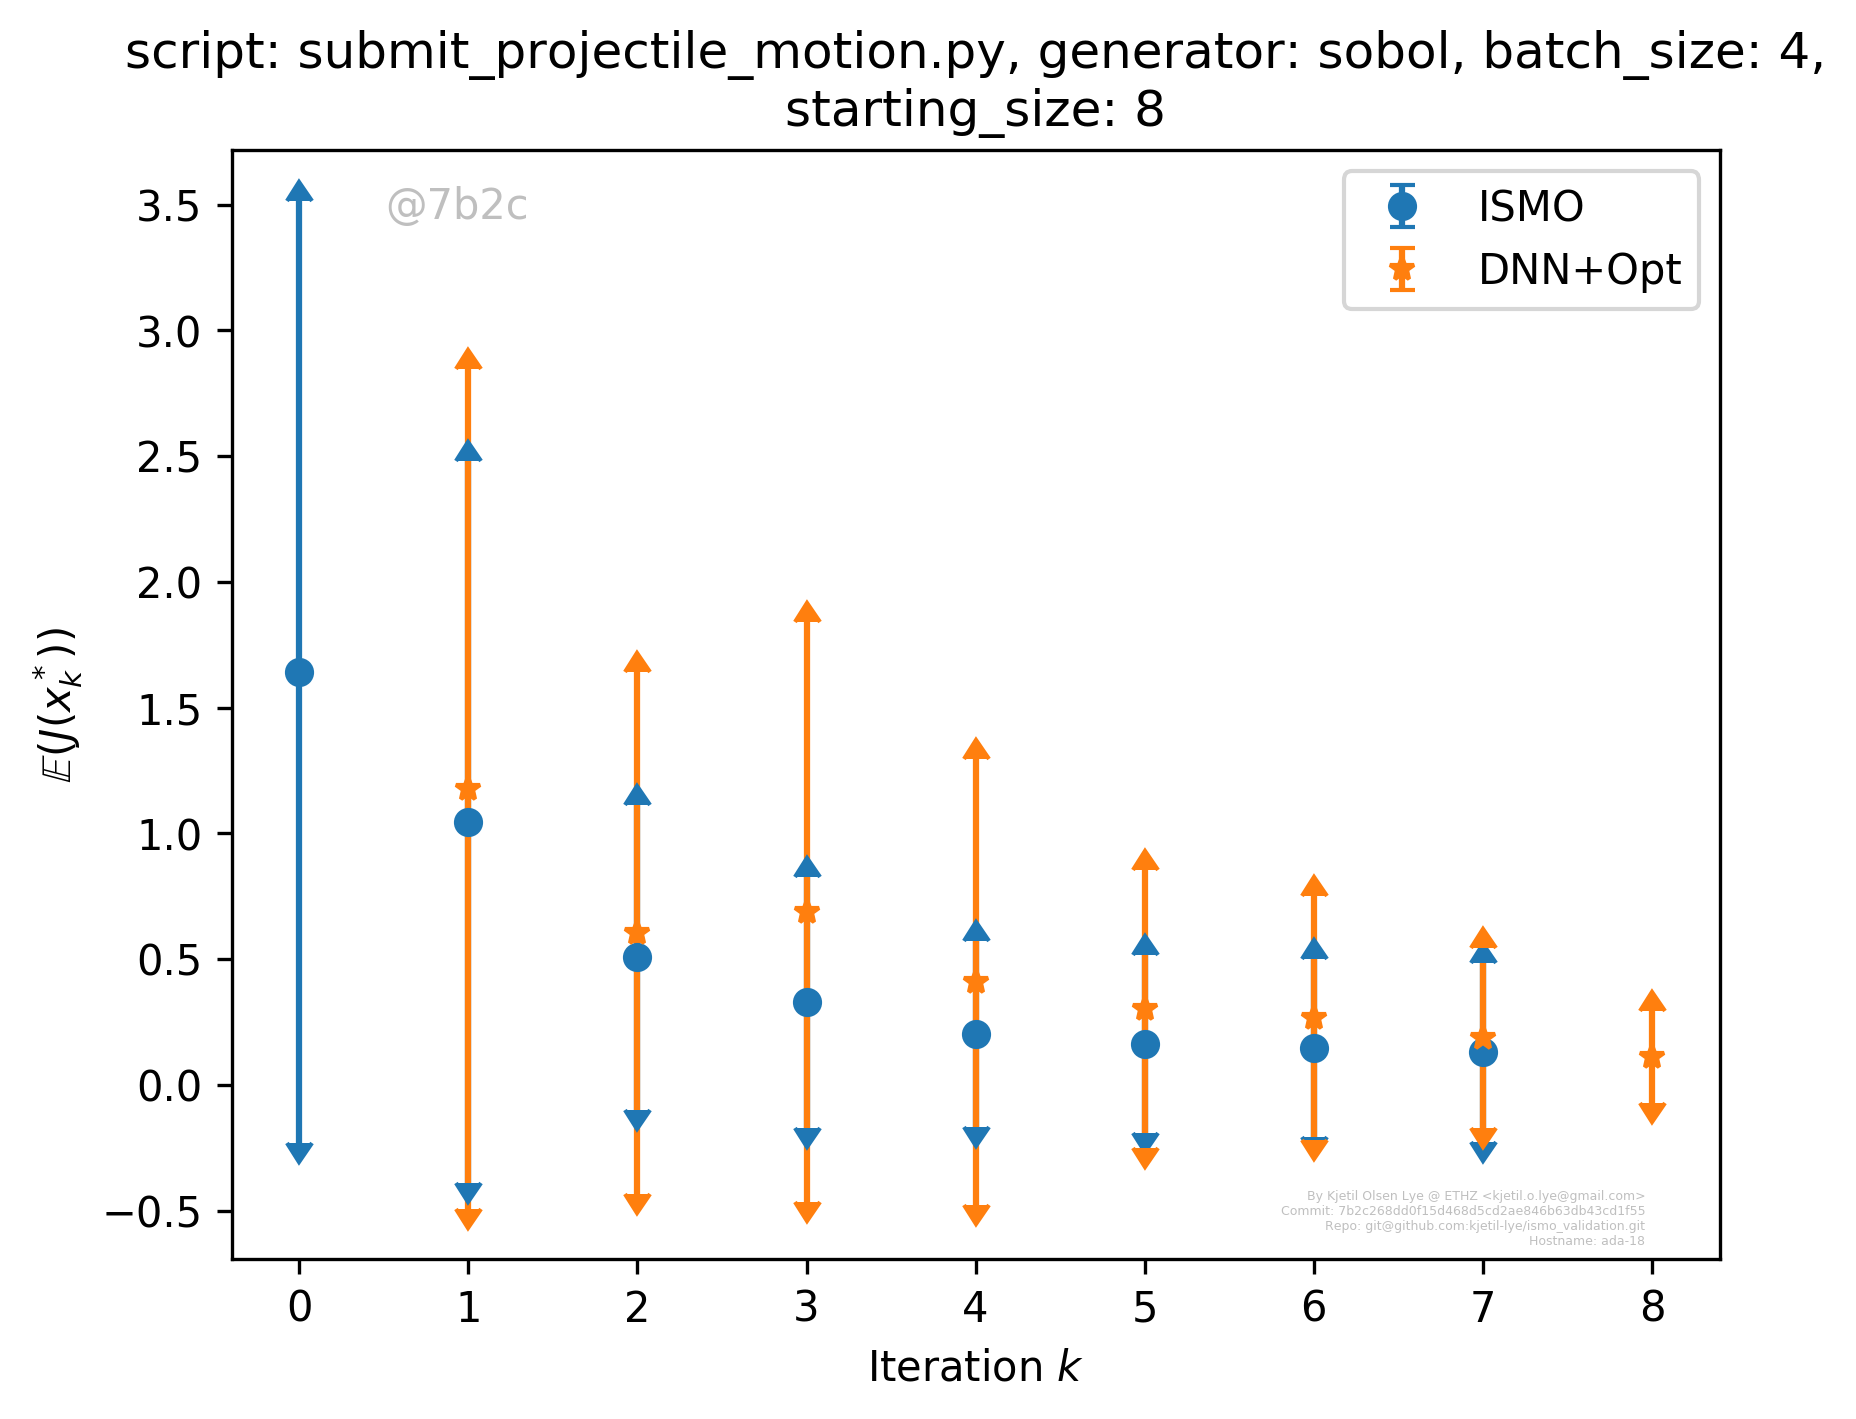 script: submit_projectile_motion.py, generator: sobol, batch_size: 4,
starting_size: 8
@7b2c
ISMO
DNN+Opt
3.5
3.0
2.5
2.0
1.5
1.0
0.5
0.0
−0.5
𝔼(J(x*k))
By Kjetil Olsen Lye @ ETHZ <kjetil.o.lye@gmail.com>
Commit: 7b2c268dd0f15d468d5cd2ae846b63db43cd1f55
Repo: git@github.com:kjetil-lye/ismo_validation.git
Hostname: ada-18
0 1 2 3 4 5 6 7 8
Iteration k